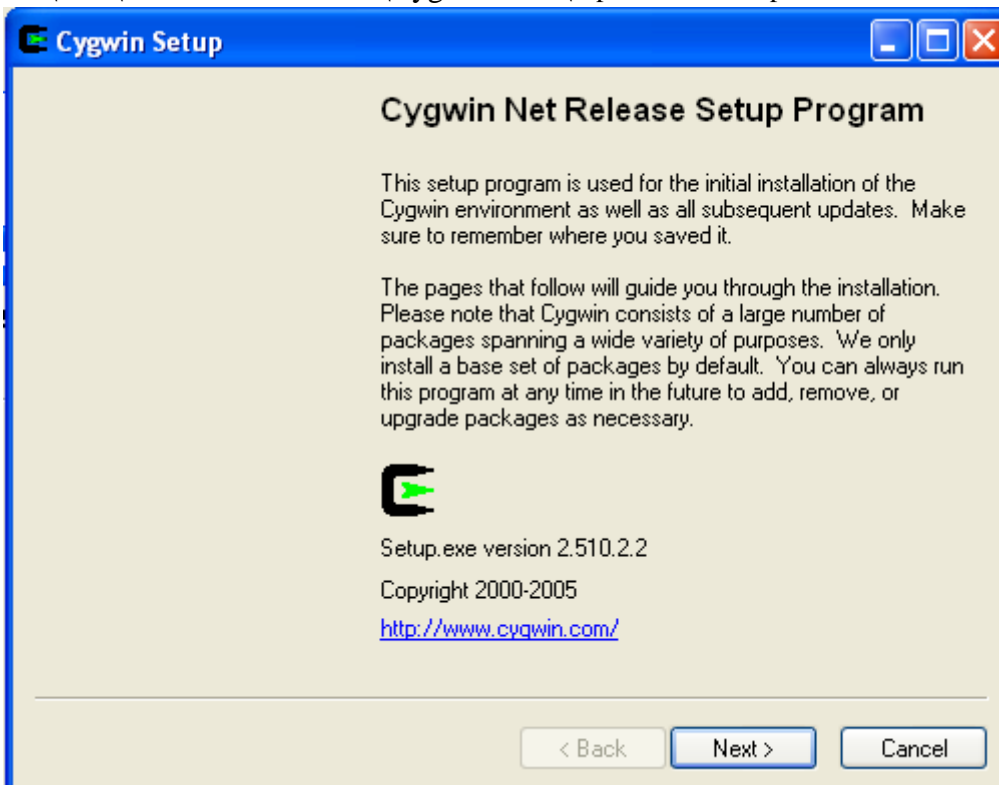 Cygwin Setup
Cygwin Net Release Setup Program
This setup program is used for the initial installation of the
Cygwin environment as well as all subsequent updates. Make
sure to remember where you saved it.
The pages that follow will guide you through the installation.
Please note that Cygwin consists of a large number of
packages spanning a wide variety of purposes. We only
install a base set of packages by default. You can always run
this program at any time in the future to add, remove, or
upgrade packages as necessary.
Setup.exe version 2.510.2.2
Copyright 2000-2005
http://www.cygwin.com/
< Back Next > Cancel